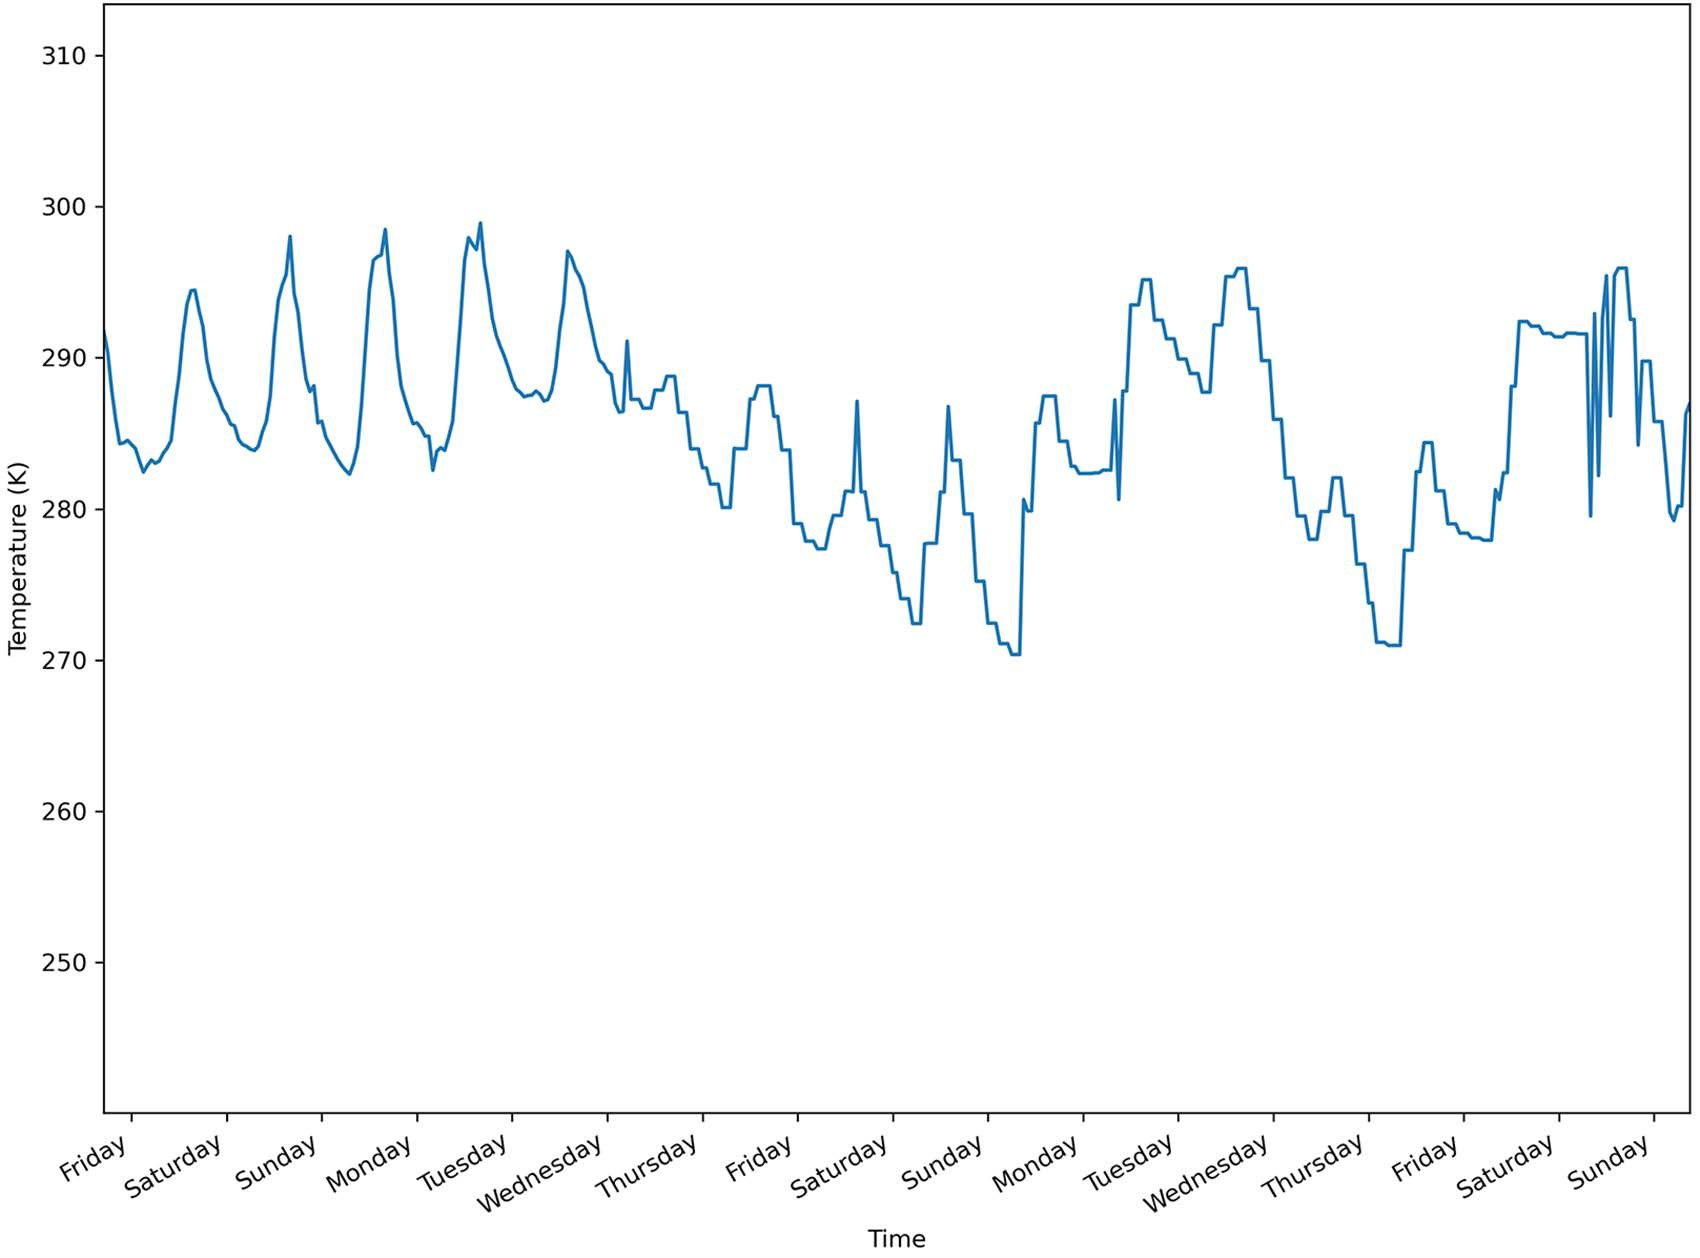 310
300
290
280
270
260
250
Temperature (K)
Friday
Saturday
Sunday
Monday
Tuesday
Wednesday
Thursday
Friday
Saturday
Sunday
Monday
Tuesday
Wednesday
Thursday
Friday
Saturday
Sunday
Time